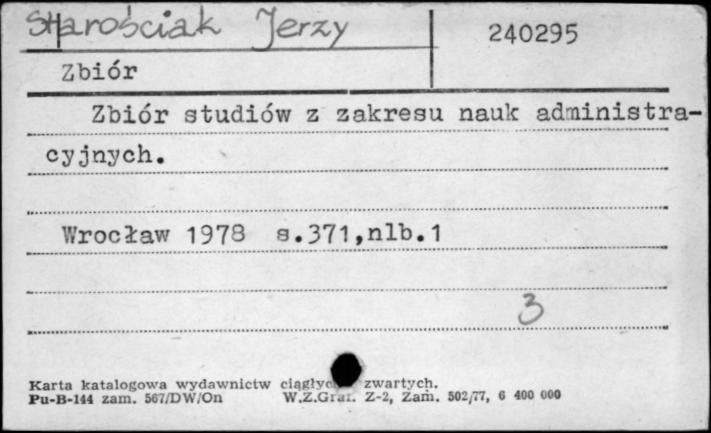 Starościak Jerzy
240295
Zbiór
Zbiór studiów z zakresu nauk administra-
cyjnych.
Wrocław 1978 s.371,nlb.1
3
Karta katalogowa wydawnictw zwartych.
Pu-B-144 zam. 567/DW/On W.Z.Graf. Z-2, Zam. 502/77, 6 400 000